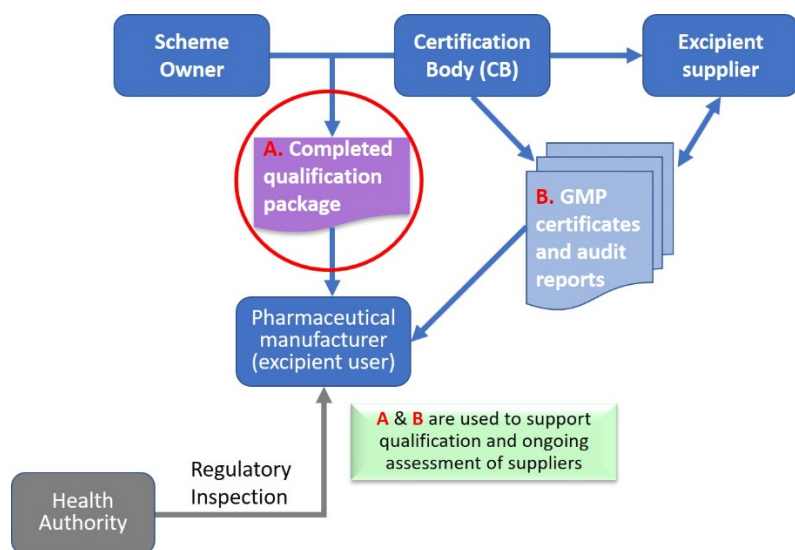 Scheme
Owner
Certification
Body (CB)
Excipient
supplier
A. Completed
qualification
package
B. GMP
certificates
and audit
reports
Pharmaceutical
manufacturer
(excipient user)
A & B are used to support
qualification and ongoing
assessment of suppliers
Regulatory
Inspection
Health
Authority